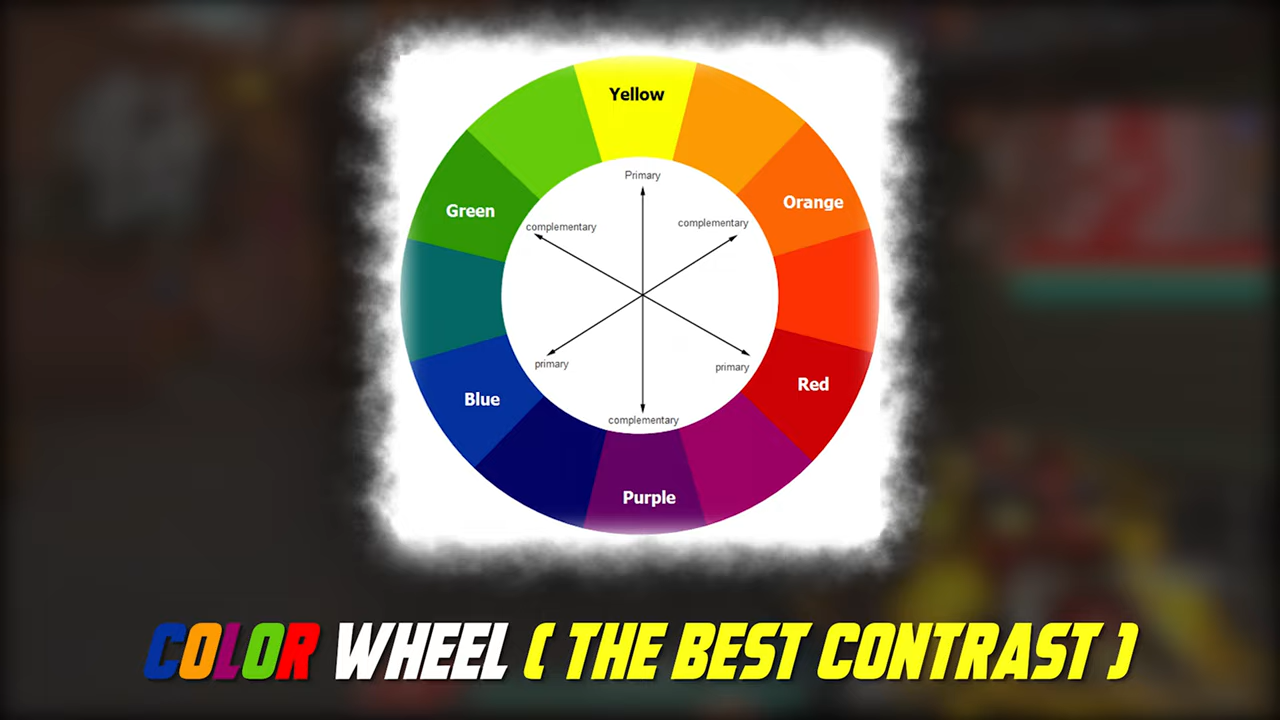 Yellow
Primary
Green
Orange
complementary
complementary
primary
primary
Blue
Red
complementary
Purple
COLOR WHEEL ( THE BEST CONTRAST )